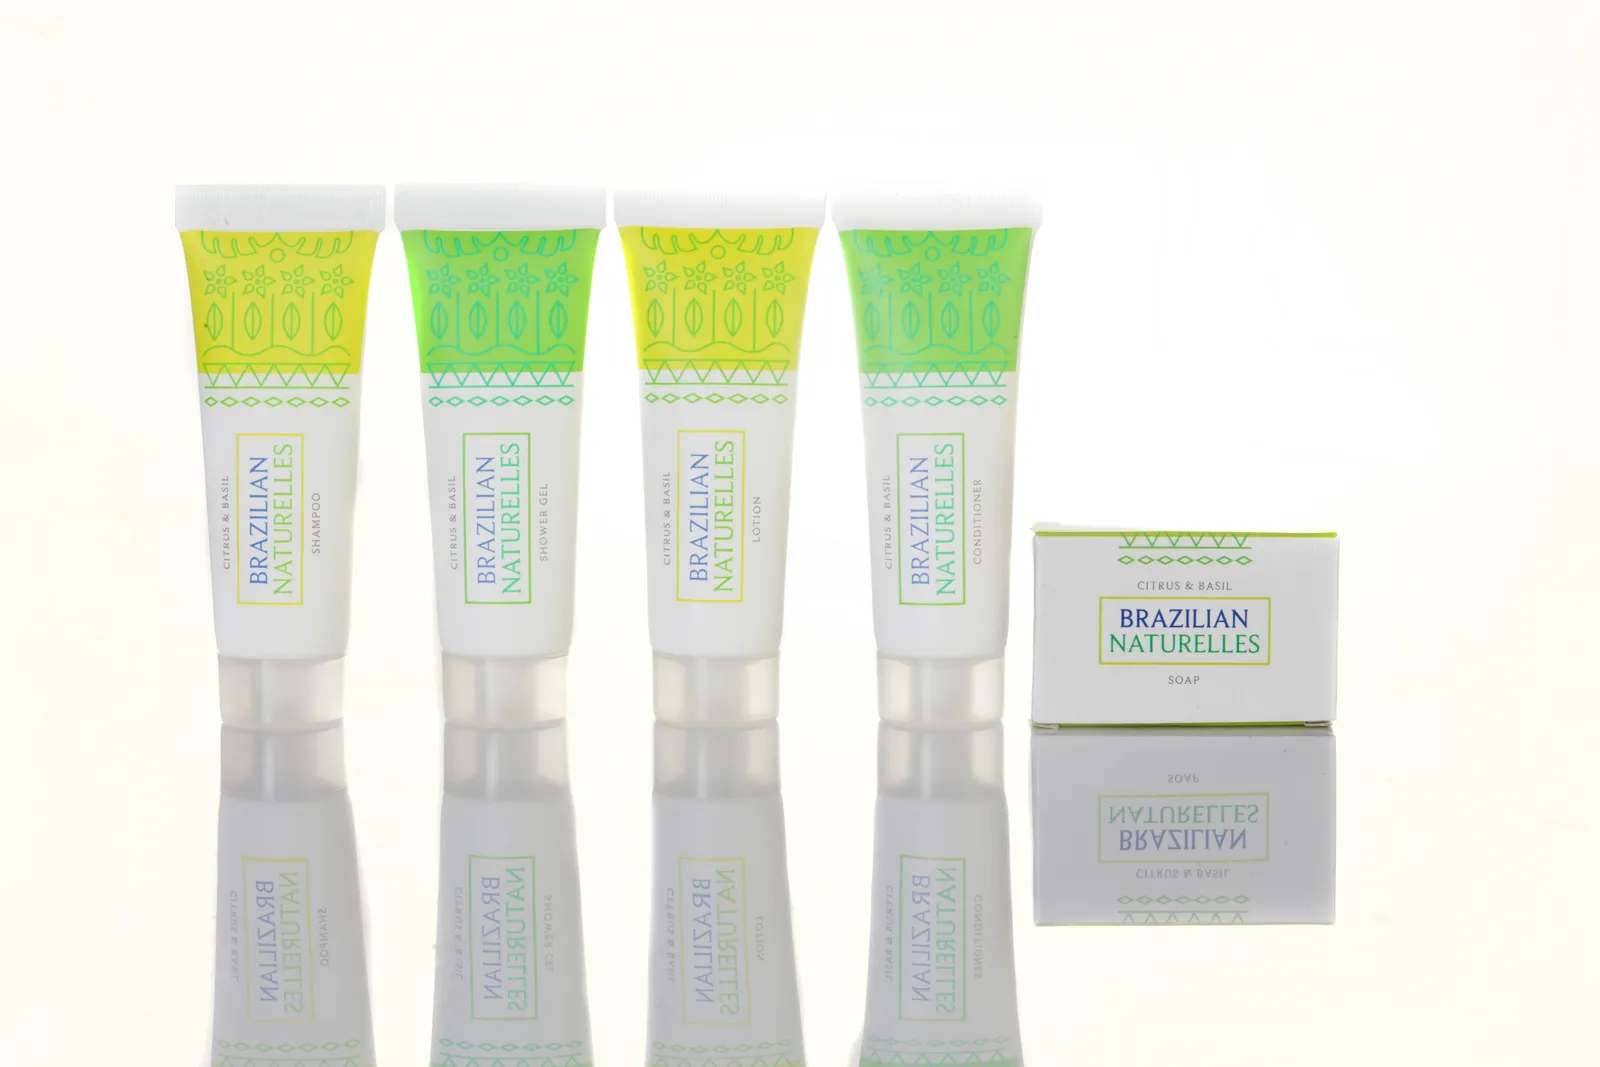 CITRUS & BASIL
BRAZILIAN
NATURELLES
SHAMPOO
CITRUS & BASIL
BRAZILIAN
NATURELLES
SHOWER GEL
CITRUS & BASIL
BRAZILIAN
NATURELLES
LOTION
CITRUS & BASIL
BRAZILIAN
NATURELLES
CONDITIONER
CITRUS & BASIL
BRAZILIAN
NATURELLES
SOAP